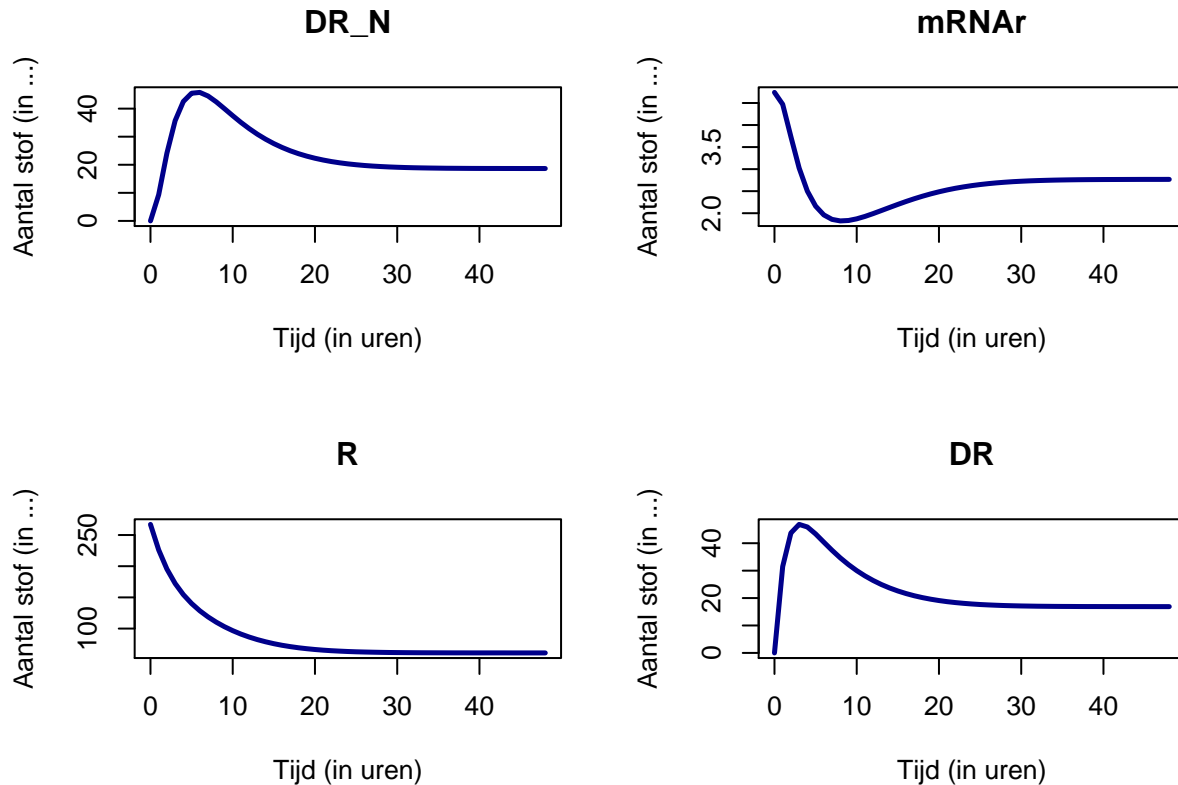 DR_N
Aantal stof (in ...)
0 20 40
0 10 20 30 40
Tijd (in uren)
mRNAr
Aantal stof (in ...)
2.0 3.5
0 10 20 30 40
Tijd (in uren)
R
Aantal stof (in ...)
100 250
0 10 20 30 40
Tijd (in uren)
DR
Aantal stof (in ...)
0 20 40
0 10 20 30 40
Tijd (in uren)